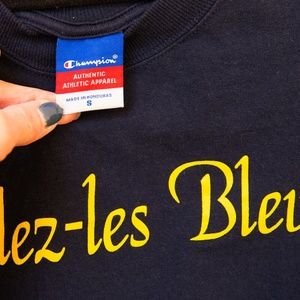 Champion
AUTHENTIC
ATHLETIC APPAREL
MADE IN HONDURAS
S
lez-les Bleu